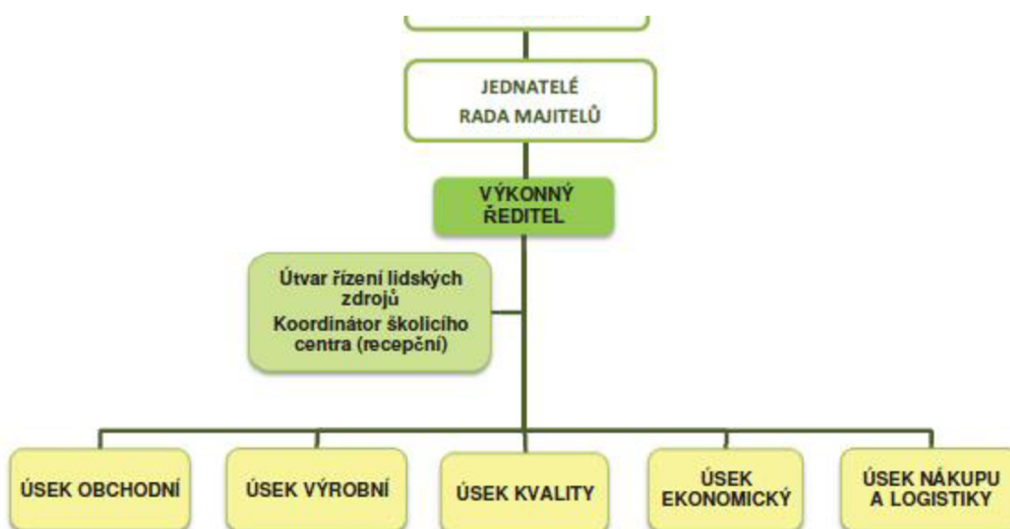 JEDNATELÉ
RADA MAJITELŮ
VÝKONNÝ
ŘEDITEL
Útvar řízení lidských
zdrojů
Koordinátor školicího
centra (recepční)
ÚSEK OBCHODNÍ
ÚSEK VÝROBNÍ
ÚSEK KVALITY
ÚSEK
EKONOMICKÝ
ÚSEK NÁKUPU
A LOGISTIKY